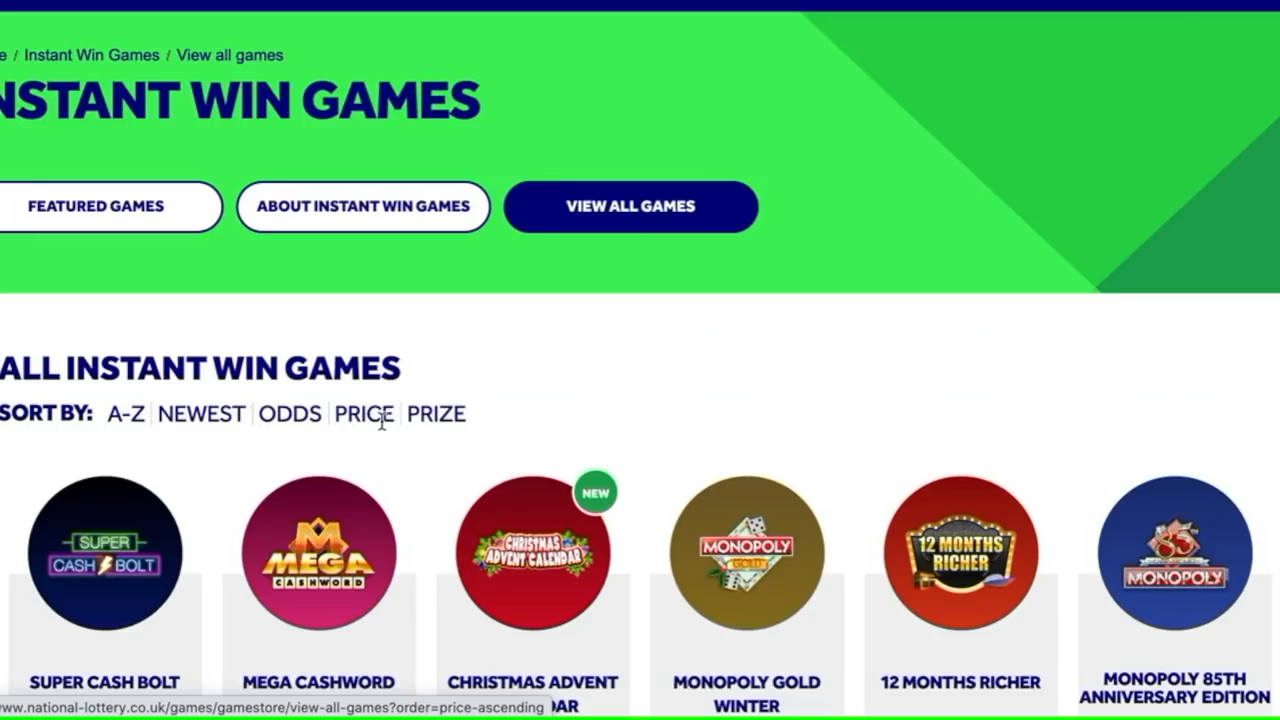 e / Instant Win Games / View all games
NSTANT WIN GAMES
FEATURED GAMES
ABOUT INSTANT WIN GAMES
VIEW ALL GAMES
ALL INSTANT WIN GAMES
SORT BY: A-Z NEWEST ODDS PRICE PRIZE
NEW
SUPER
CASH BOLT
M
MEGA
CASHWORD
CHRISTMAS
ADVENT CALENDAR
MONOPOLY
GOLD
12 MONTHS
RICHER
85
MONOPOLY
SUPER CASH BOLT
MEGA CASHWORD
CHRISTMAS ADVENT
DAR
MONOPOLY GOLD
WINTER
12 MONTHS RICHER
MONOPOLY 85TH
ANNIVERSARY EDITION
www.national-lottery.co.uk/games/gamestore/view-all-games?order=price-ascending